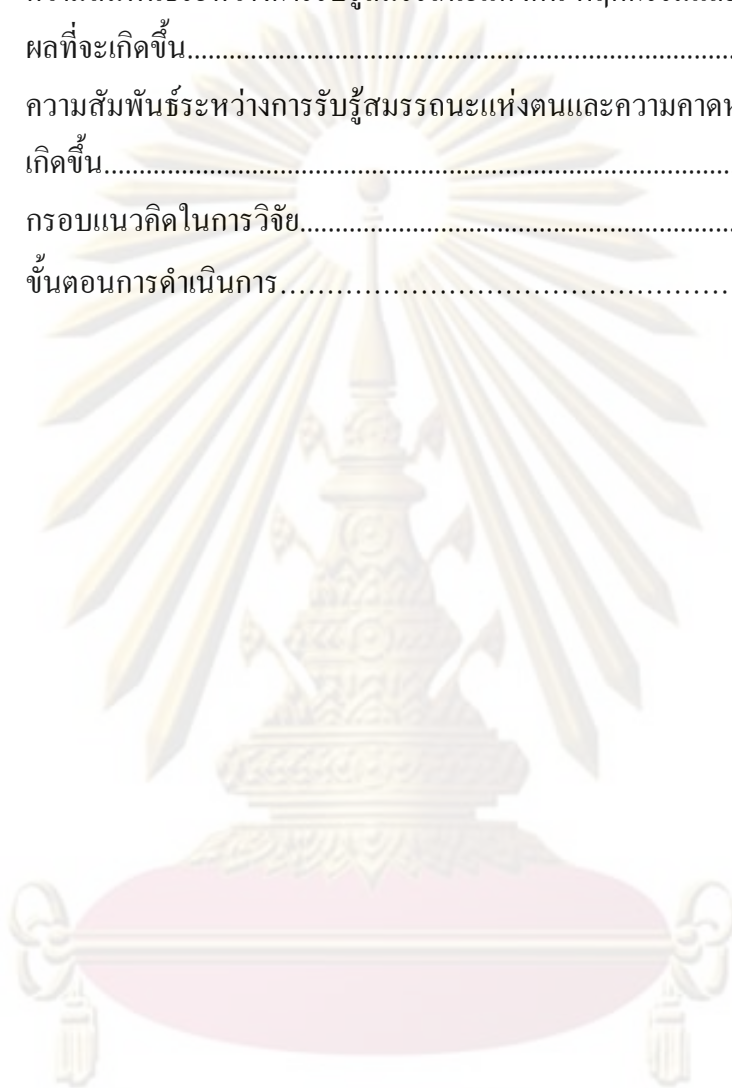 ผลที่จะเกิดขึ้น................................................................................
ความสัมพันธ์ระหว่างการรับรู้สมรรถนะแห่งตนและความคาดห
เกิดขึ้น................................................................................
กรอบแนวคิดในการวิจัย................................................................
ขั้นตอนการดำเนินการ................................................